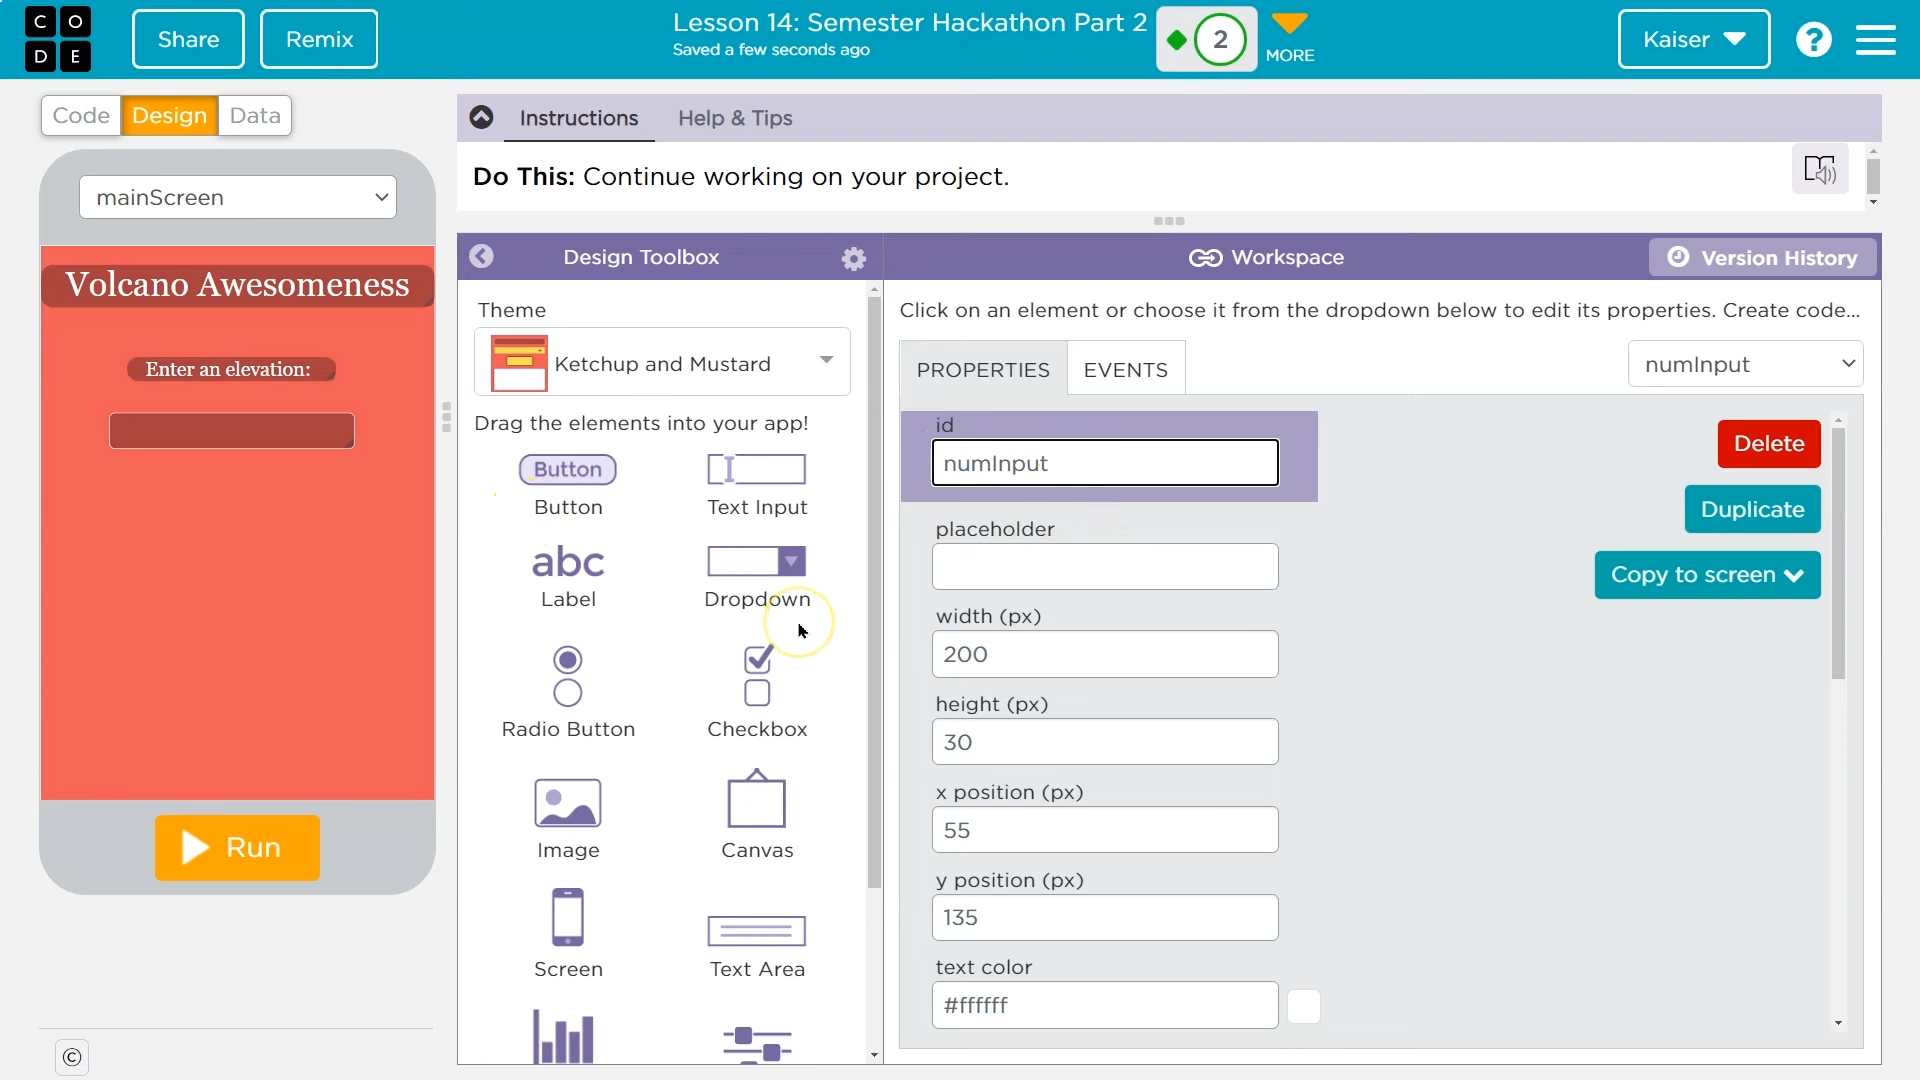 CODE
Share
Remix
Lesson 14: Semester Hackathon Part 2
Saved a few seconds ago
2
MORE
Kaiser
?
Code
Design
Data
mainScreen
Volcano Awesomeness
Enter an elevation:
Run
©
Instructions
Help & Tips
Do This: Continue working on your project.
Design Toolbox
Workspace
Version History
Theme
Ketchup and Mustard
Drag the elements into your app!
Button
Button
Text Input
abc
Label
Dropdown
Radio Button
Checkbox
Image
Canvas
Screen
Text Area
Click on an element or choose it from the dropdown below to edit its properties. Create code...
PROPERTIES
EVENTS
numInput
id
numInput
placeholder
width (px)
200
height (px)
30
x position (px)
55
y position (px)
135
text color
#ffffff
Delete
Duplicate
Copy to screen